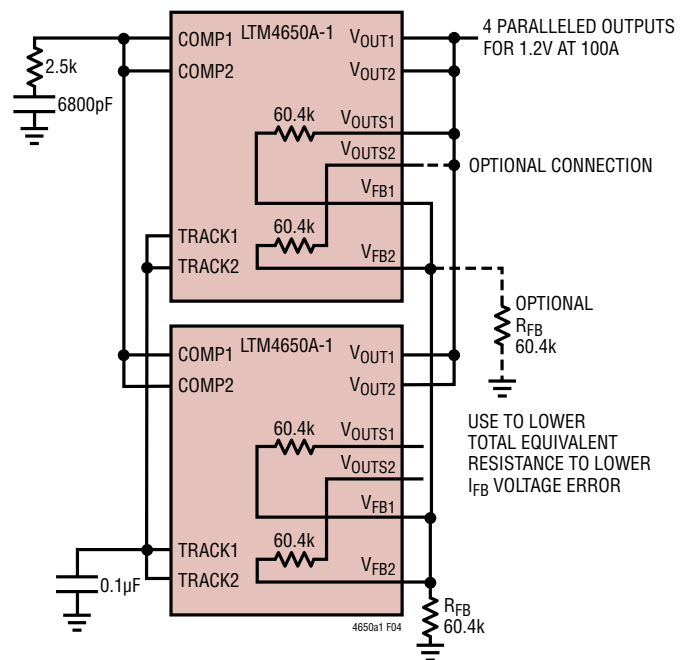 4 PARALLELED OUTPUTS
FOR 1.2V AT 100A
COMP1 LTM4650A-1 VOUT1
2.5k
COMP2 VOUT2
6800pF
60.4k VOUTS1
VOUTS2
OPTIONAL CONNECTION
VFB1
60.4k
TRACK1
TRACK2 VFB2
OPTIONAL
RFB
60.4k
COMP1 LTM4650A-1 VOUT1
COMP2 VOUT2
USE TO LOWER
TOTAL EQUIVALENT
RESISTANCE TO LOWER
IFB VOLTAGE ERROR
60.4k VOUTS1
VOUTS2
VFB1
60.4k
TRACK1
TRACK2 VFB2
0.1µF
RFB
60.4k
4650a1 F04